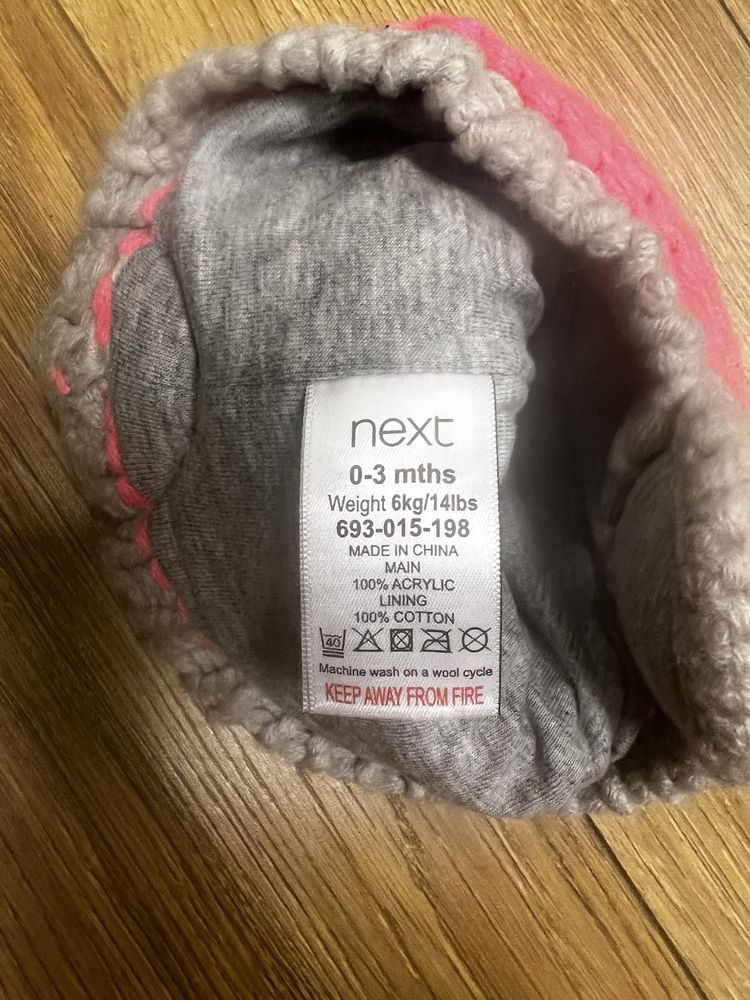 next
0-3 mths
Weight 6kg/14lbs
693-015-198
MADE IN CHINA
MAIN
100% ACRYLIC
LINING
100% COTTON
40
Machine wash on a wool cycle
KEEP AWAY FROM FIRE